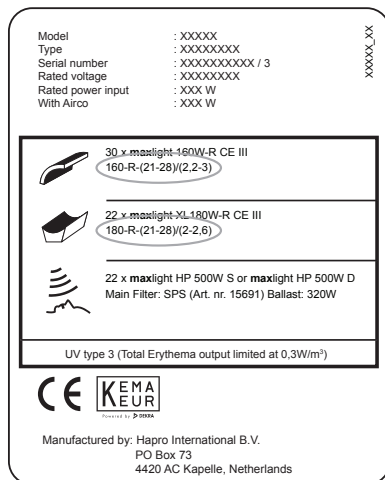 Model : XXXXX
Type : XXXXXXXX
Serial number : XXXXXXXXXX / 3
Rated voltage : XXXXXXXX
Rated power input : XXX W
With Airco : XXX W
XXXXX_XX
30 x maxlight 160W-R CE III
160-R-(21-28)/(2,2-3)
22 x maxlight XL180W-R CE III
180-R-(21-28)/(2-2,6)
22 x maxlight HP 500W S or maxlight HP 500W D
Main Filter: SPS (Art. nr. 15691) Ballast: 320W
UV type 3 (Total Erythema output limited at 0,3W/m³)
CE
KEMA
EUR
Powered by DEKRA
Manufactured by: Hapro International B.V.
PO Box 73
4420 AC Kapelle, Netherlands